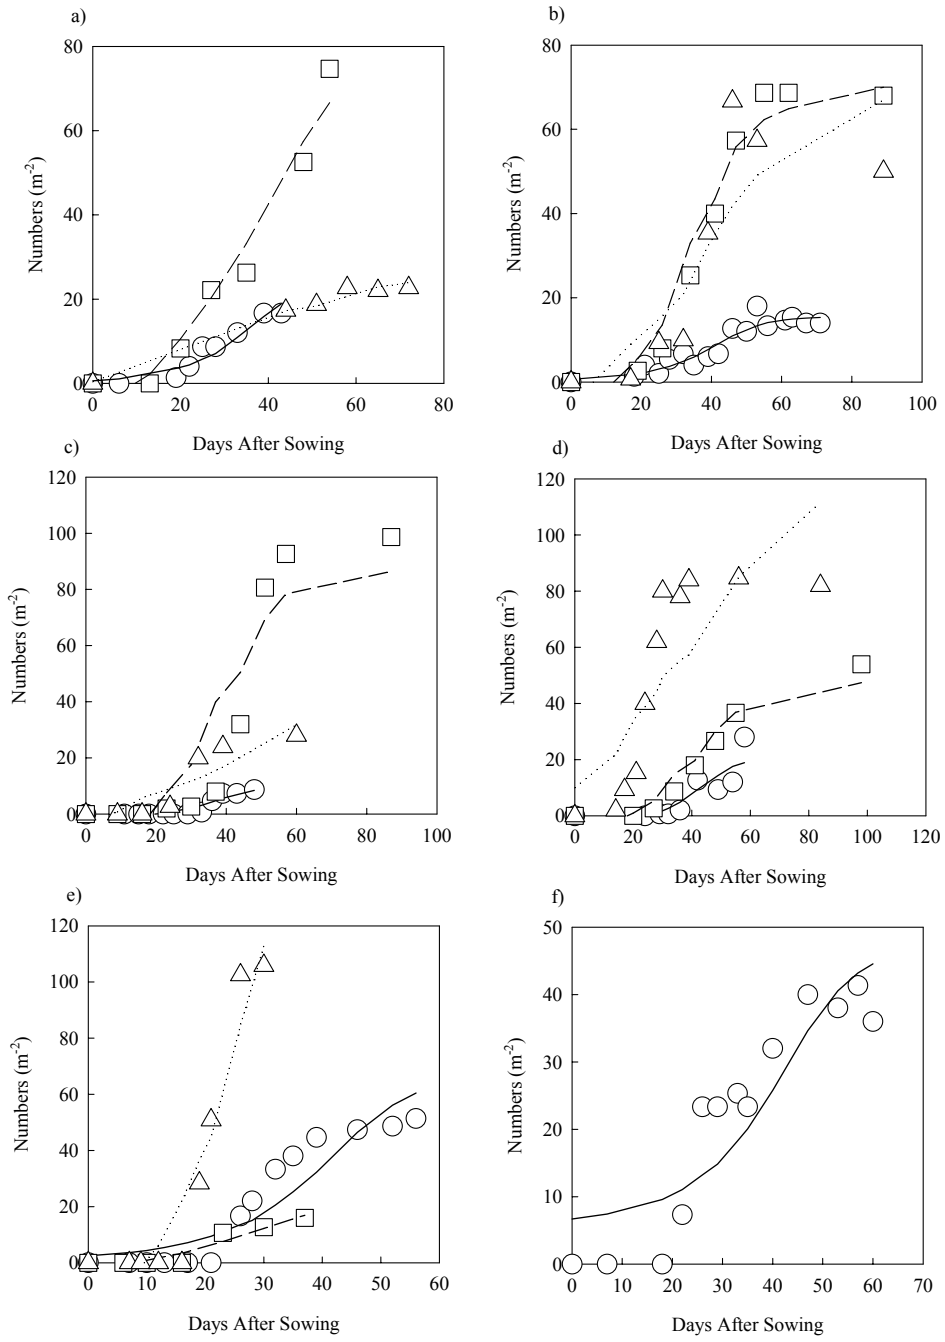 a)
80
60
40
20
0
Numbers (m-2)
0 20 40 60 80
Days After Sowing
b)
80
60
40
20
0
Numbers (m-2)
0 20 40 60 80 100
Days After Sowing
c)
120
100
80
60
40
20
0
Numbers (m-2)
0 20 40 60 80 100
Days After Sowing
d)
120
100
80
60
40
20
0
Numbers (m-2)
0 20 40 60 80 100 120
Days After Sowing
e)
120
100
80
60
40
20
0
Numbers (m-2)
0 10 20 30 40 50 60
Days After Sowing
f)
50
40
30
20
10
0
Numbers (m-2)
0 10 20 30 40 50 60 70
Days After Sowing